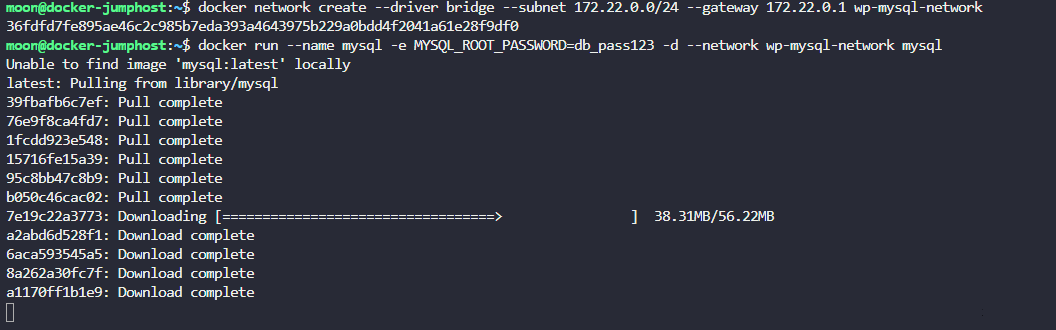 moon@docker-jumphost:~$ docker network create --driver bridge --subnet 172.22.0.0/24 --gateway 172.22.0.1 wp-mysql-network
36fdfd7fe895ae46c2c985b7eda393a4643975b229a0bdd4f2041a61e28f9df0
moon@docker-jumphost:~$ docker run --name mysql -e MYSQL_ROOT_PASSWORD=db_pass123 -d --network wp-mysql-network mysql
Unable to find image 'mysql:latest' locally
latest: Pulling from library/mysql
39fbafb6c7ef: Pull complete
76e9f8ca4fd7: Pull complete
1fcdd923e548: Pull complete
15716fe15a39: Pull complete
95c8bb47c8b9: Pull complete
b050c46cac02: Pull complete
7e19c22a3773: Downloading [==================================>                ]  38.31MB/56.22MB
a2abd6d528f1: Download complete
6aca593545a5: Download complete
8a262a30fc7f: Download complete
a1170ff1b1e9: Download complete